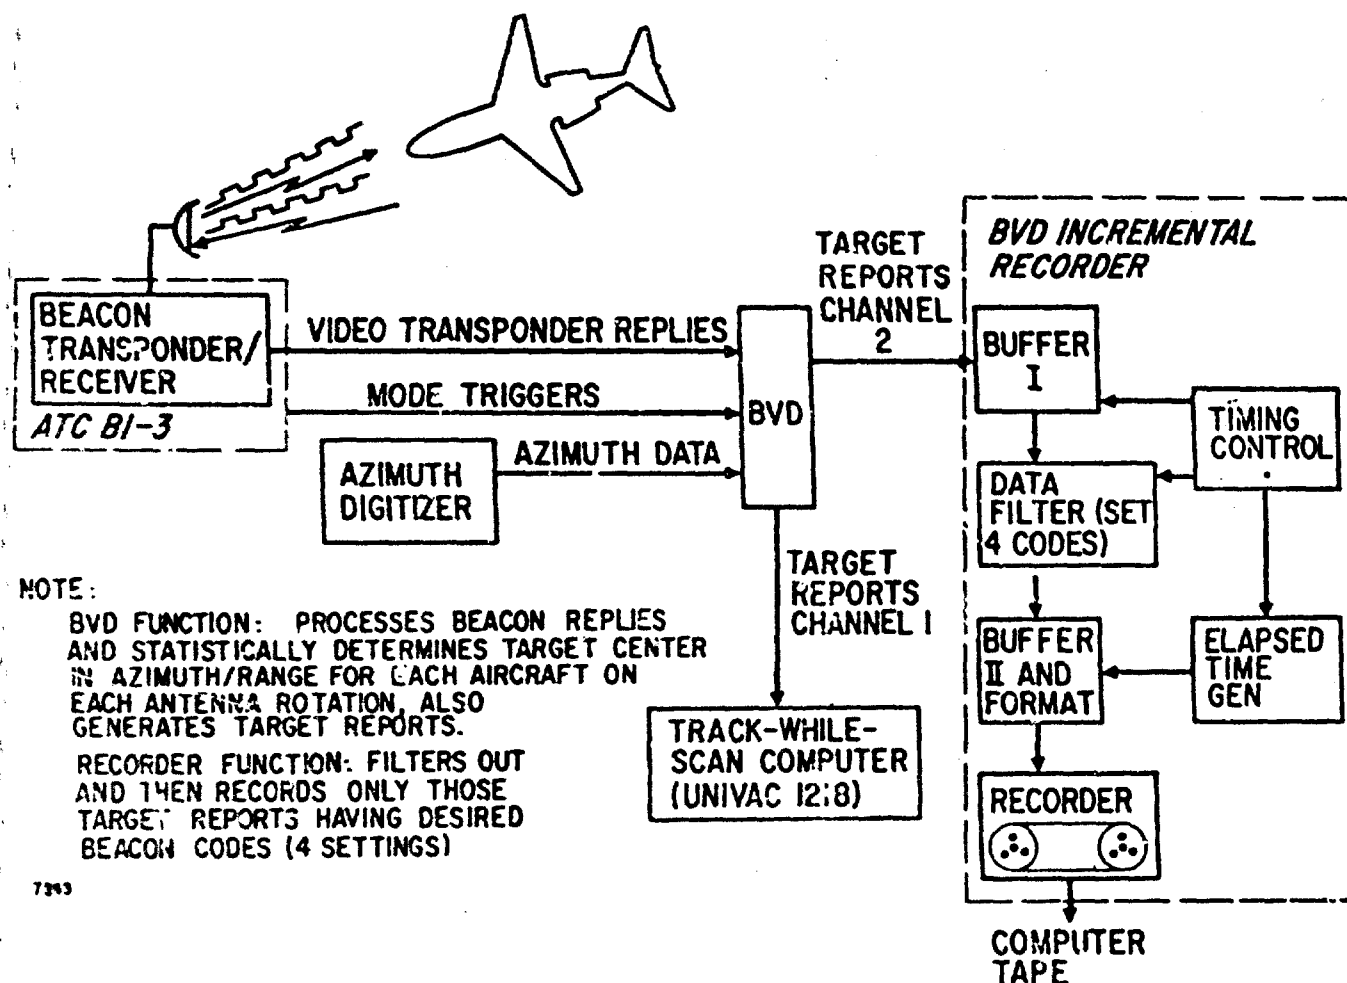 BVD INCREMENTAL
RECORDER
TARGET
REPORTS
CHANNEL
2
BEACON
TRANSPONDER/
RECEIVER
ATC BI-3
VIDEO TRANSPONDER REPLIES
MODE TRIGGERS
AZIMUTH DATA
AZIMUTH
DIGITIZER
BVD
BUFFER
I
TIMING
CONTROL
DATA
FILTER (SET
4 CODES)
TARGET
REPORTS
CHANNEL I
BUFFER
II AND
FORMAT
ELAPSED
TIME
GEN
NOTE:
BVD FUNCTION: PROCESSES BEACON REPLIES
AND STATISTICALLY DETERMINES TARGET CENTER
IN AZIMUTH/RANGE FOR EACH AIRCRAFT ON
EACH ANTENNA ROTATION, ALSO
GENERATES TARGET REPORTS.
RECORDER FUNCTION: FILTERS OUT
AND THEN RECORDS ONLY THOSE
TARGET REPORTS HAVING DESIRED
BEACON CODES (4 SETTINGS)
TRACK-WHILE-
SCAN COMPUTER
(UNIVAC 1218)
RECORDER
COMPUTER
TAPE